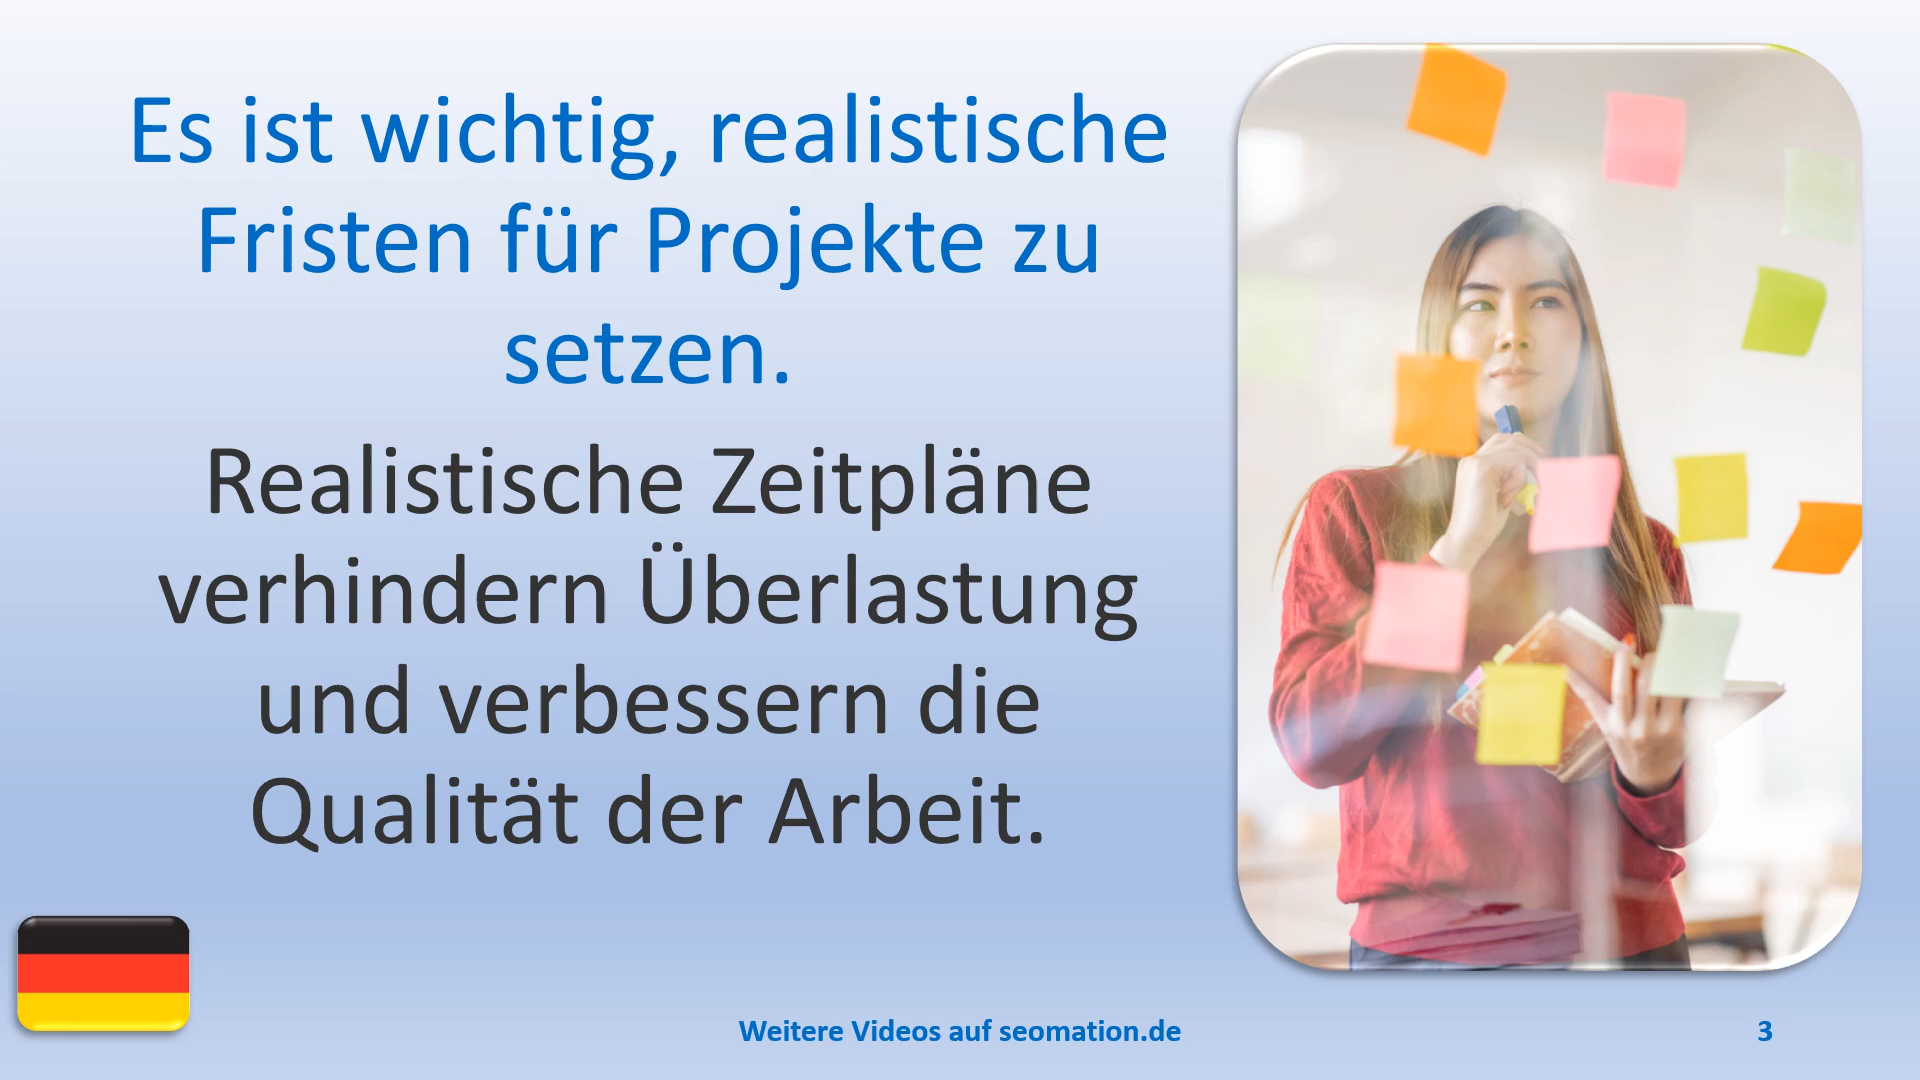 Es ist wichtig, realistische
Fristen für Projekte zu
setzen.
Realistische Zeitpläne
verhindern Überlastung
und verbessern die
Qualität der Arbeit.
Weitere Videos auf seomation.de
3